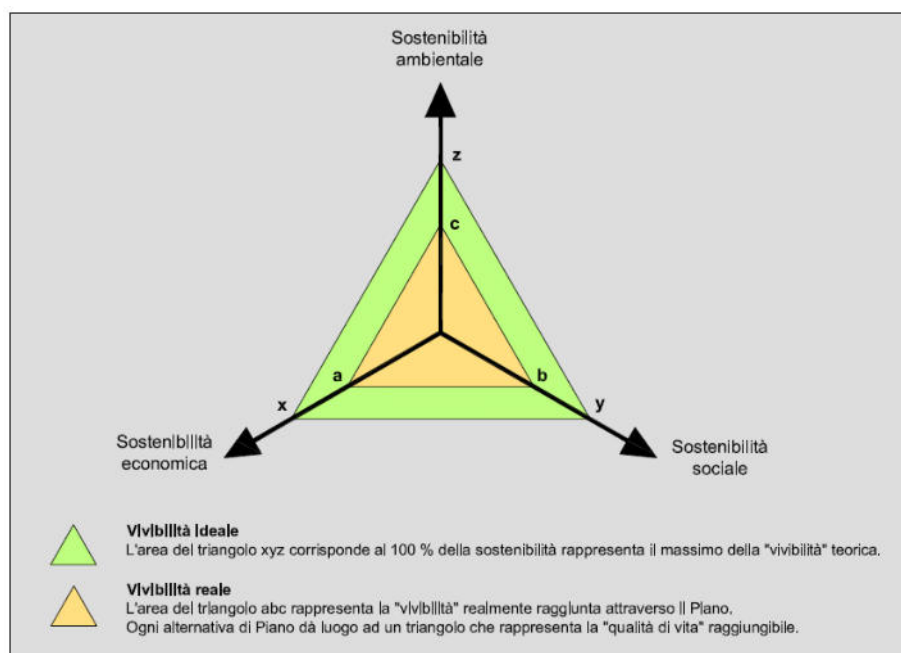 Sostenibilità
ambientale
z
c
a
b
x
y
Sostenibilità
economica
Sostenibilità
sociale
Vivibilità ideale
L'area del triangolo xyz corrisponde al 100 % della sostenibilità rappresenta il massimo della "vivibilità" teorica.
Vivibilità reale
L'area del triangolo abc rappresenta la "vivibilità" realmente raggiunta attraverso il Piano.
Ogni alternativa di Piano dà luogo ad un triangolo che rappresenta la "qualità di vita" raggiungibile.